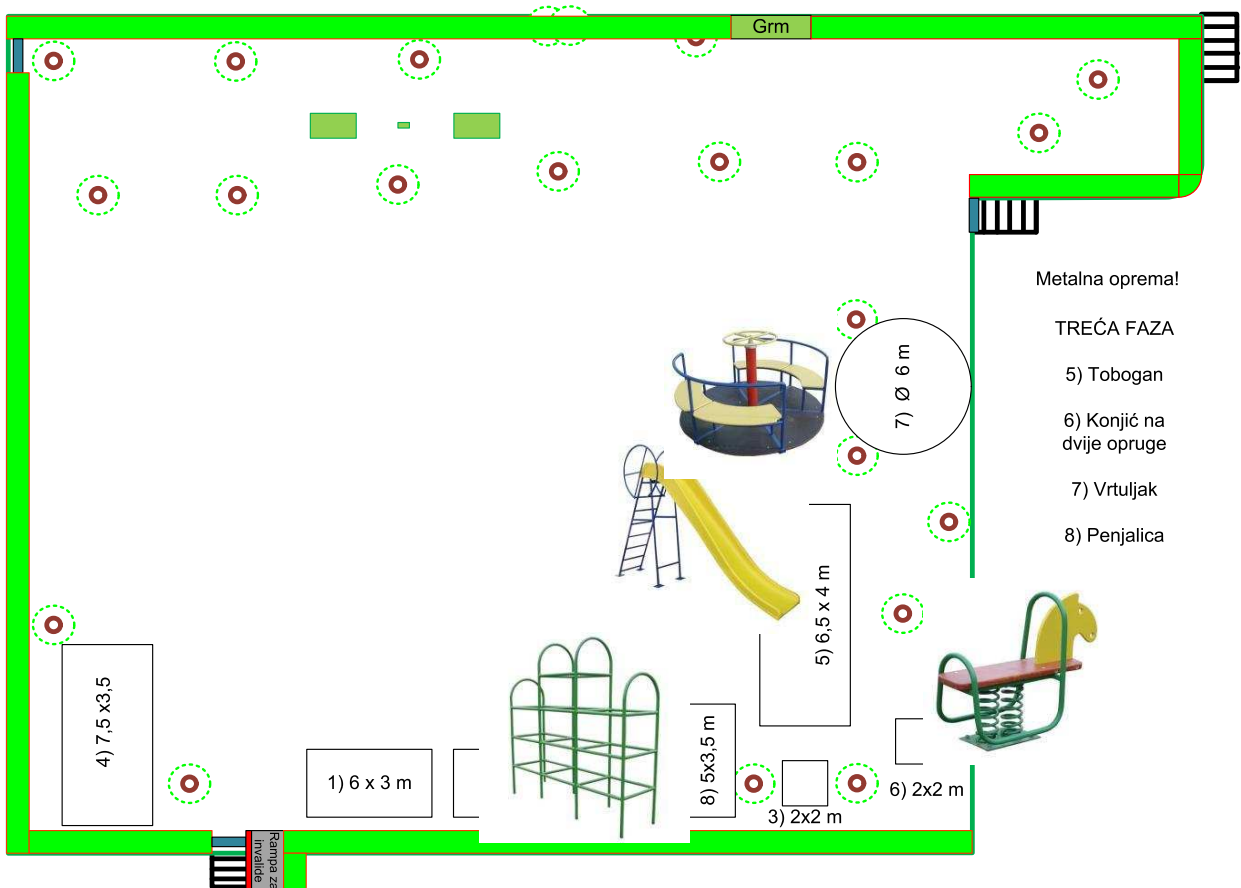 Grm
Metalna oprema!
TREĆA FAZA
5) Tobogan
6) Konjić na
dvije opruge
7) Vrtuljak
8) Penjalica
7) Ø 6 m
5) 6,5 x 4 m
4) 7,5 x3,5
1) 6 x 3 m
8) 5x3,5 m
3) 2x2 m
6) 2x2 m
Rampa za
invalide